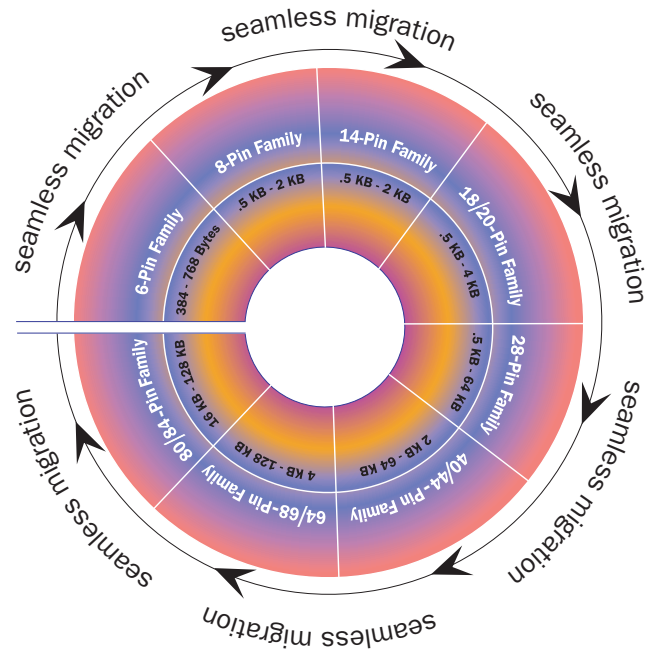 seamless migration
seamless migration
seamless migration
seamless migration
seamless migration
seamless migration
seamless migration
6-Pin Family
384 - 768 Bytes
8-Pin Family
.5 KB - 2 KB
14-Pin Family
.5 KB - 2 KB
18/20-Pin Family
.5 KB - 4 KB
28-Pin Family
.5 KB - 64 KB
40/44-Pin Family
2 KB - 64 KB
64/68-Pin Family
4 KB -128 KB
80/84-Pin Family
16 KB -128 KB